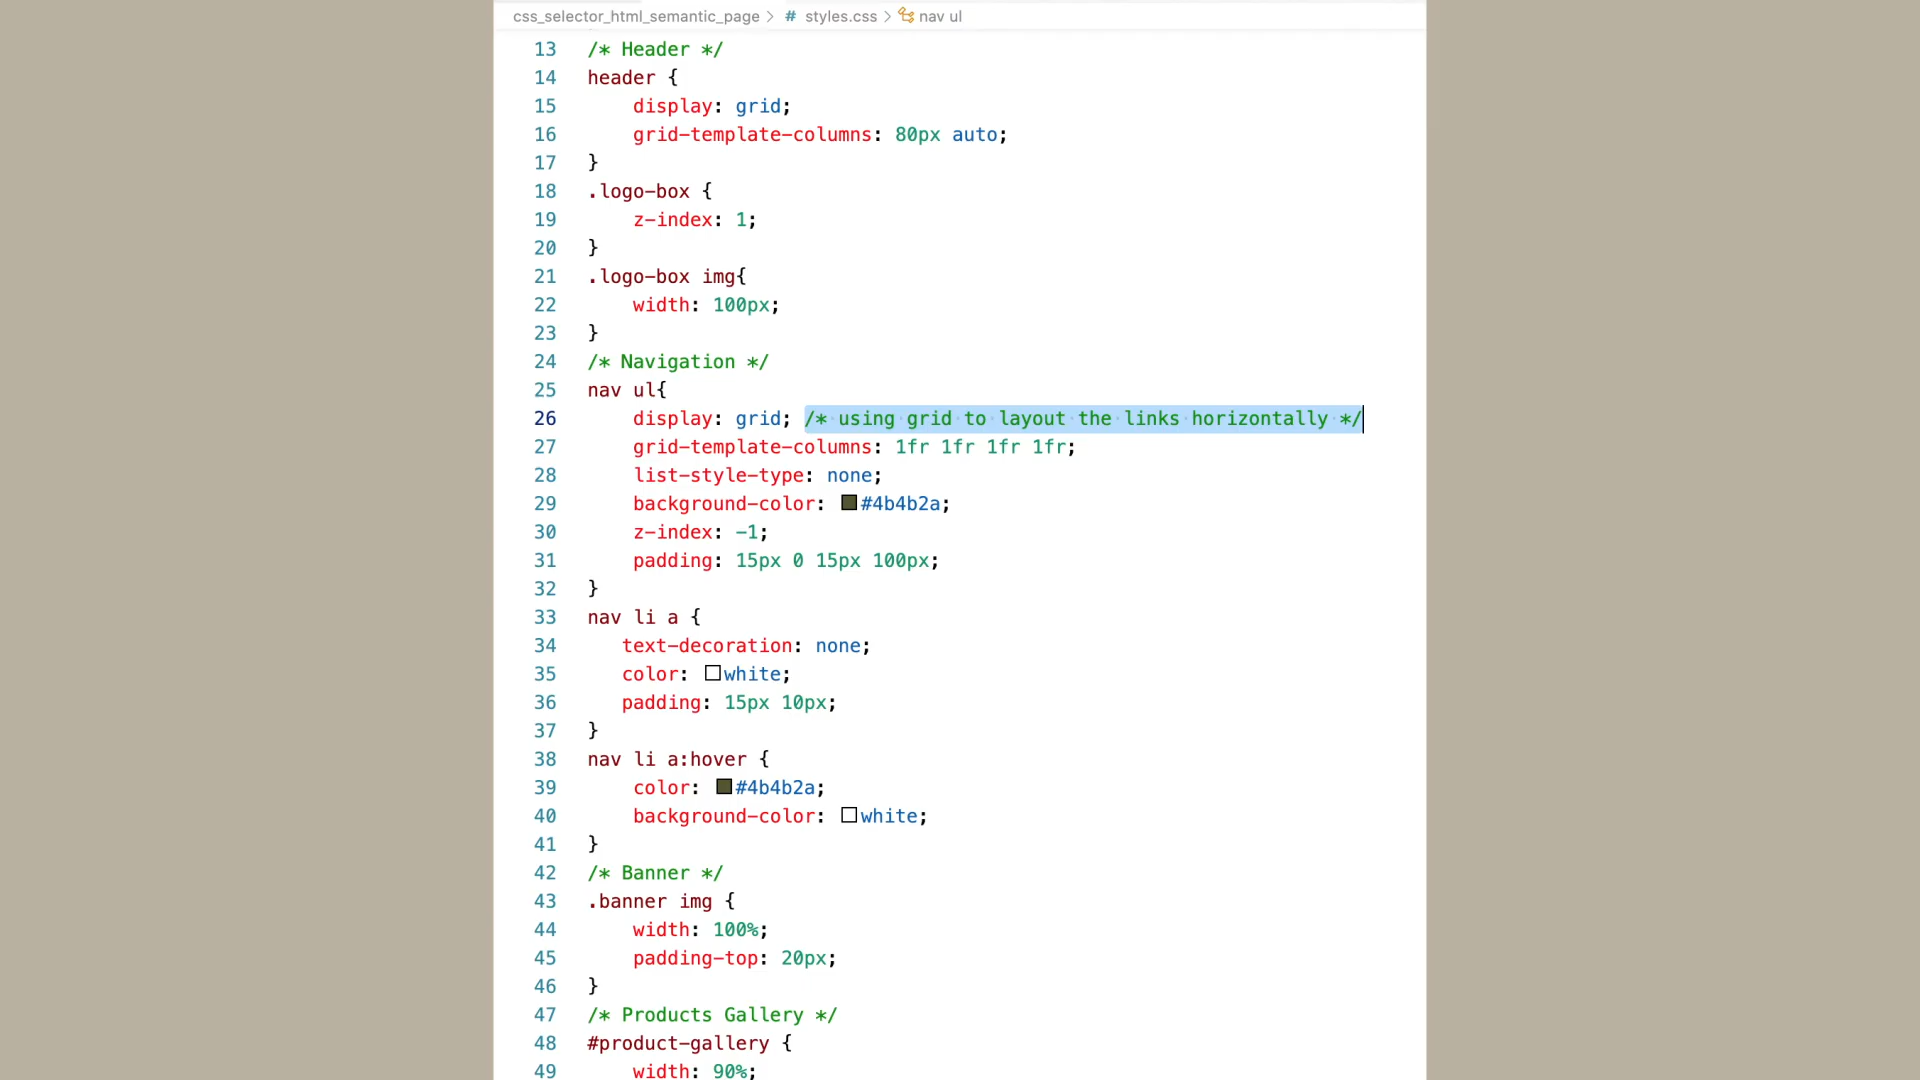 css_selector_html_semantic_page > # styles.css > nav ul
13 /* Header */
14 header {
15 display: grid;
16 grid-template-columns: 80px auto;
17 }
18 .logo-box {
19 z-index: 1;
20 }
21 .logo-box img{
22 width: 100px;
23 }
24 /* Navigation */
25 nav ul{
26 display: grid; /* using grid to layout the links horizontally */
27 grid-template-columns: 1fr 1fr 1fr 1fr;
28 list-style-type: none;
29 background-color: #4b4b2a;
30 z-index: -1;
31 padding: 15px 0 15px 100px;
32 }
33 nav li a {
34 text-decoration: none;
35 color: white;
36 padding: 15px 10px;
37 }
38 nav li a:hover {
39 color: #4b4b2a;
40 background-color: white;
41 }
42 /* Banner */
43 .banner img {
44 width: 100%;
45 padding-top: 20px;
46 }
47 /* Products Gallery */
48 #product-gallery {
49 width: 90%;